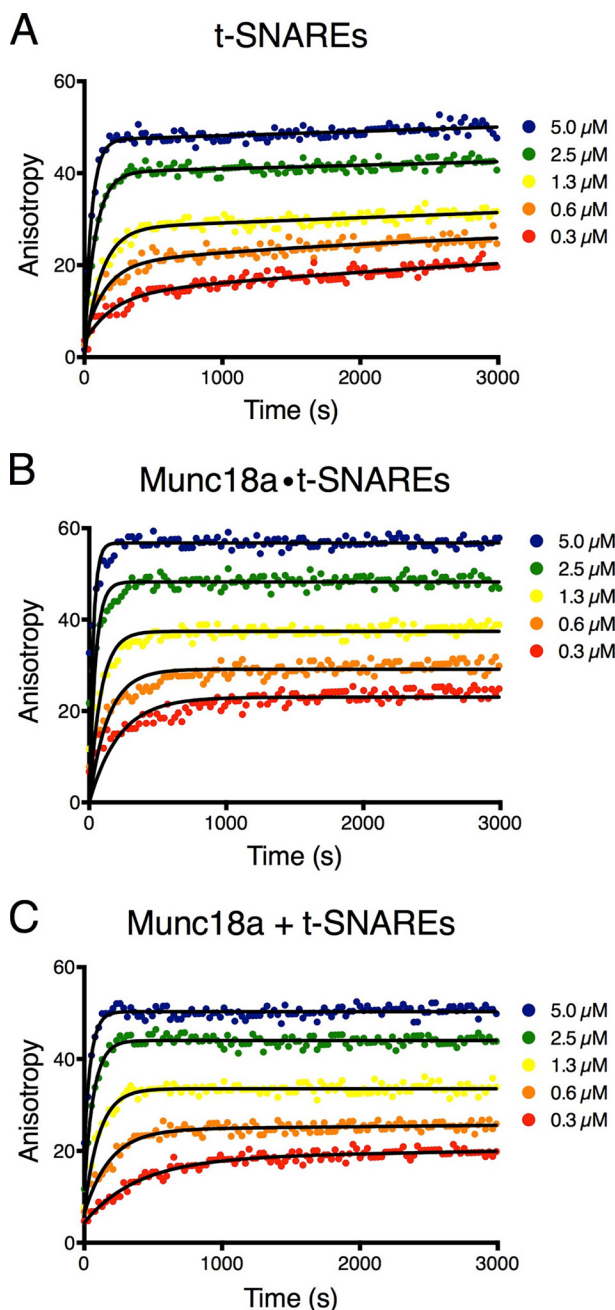 A
t-SNAREs
60
40
20
0
Anisotropy
0 1000 2000 3000
Time (s)
5.0 µM
2.5 µM
1.3 µM
0.6 µM
0.3 µM
B
Munc18a•t-SNAREs
60
40
20
0
Anisotropy
0 1000 2000 3000
Time (s)
5.0 µM
2.5 µM
1.3 µM
0.6 µM
0.3 µM
C
Munc18a + t-SNAREs
60
40
20
0
Anisotropy
0 1000 2000 3000
Time (s)
5.0 µM
2.5 µM
1.3 µM
0.6 µM
0.3 µM